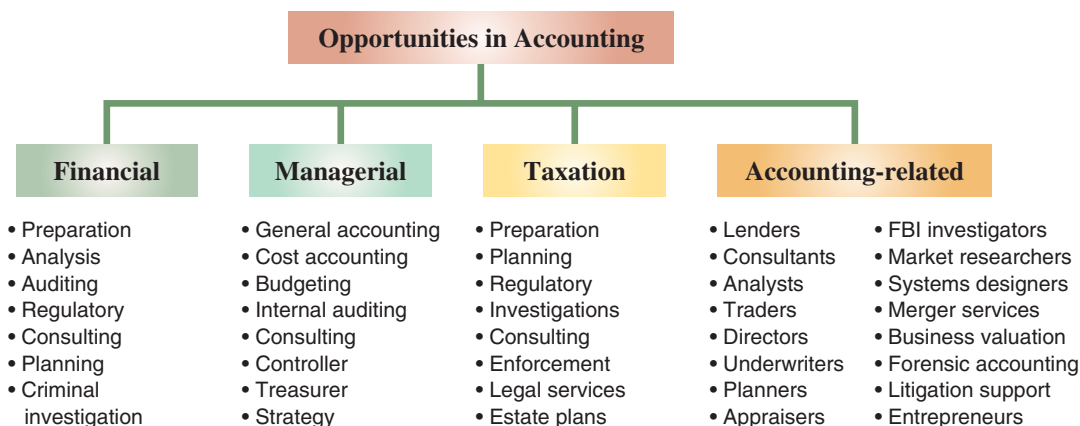 Opportunities in Accounting
Financial
• Preparation
• Analysis
• Auditing
• Regulatory
• Consulting
• Planning
• Criminal
investigation
Managerial
• General accounting
• Cost accounting
• Budgeting
• Internal auditing
• Consulting
• Controller
• Treasurer
• Strategy
Taxation
• Preparation
• Planning
• Regulatory
• Investigations
• Consulting
• Enforcement
• Legal services
• Estate plans
Accounting-related
• Lenders
• Consultants
• Analysts
• Traders
• Directors
• Underwriters
• Planners
• Appraisers
• FBI investigators
• Market researchers
• Systems designers
• Merger services
• Business valuation
• Forensic accounting
• Litigation support
• Entrepreneurs